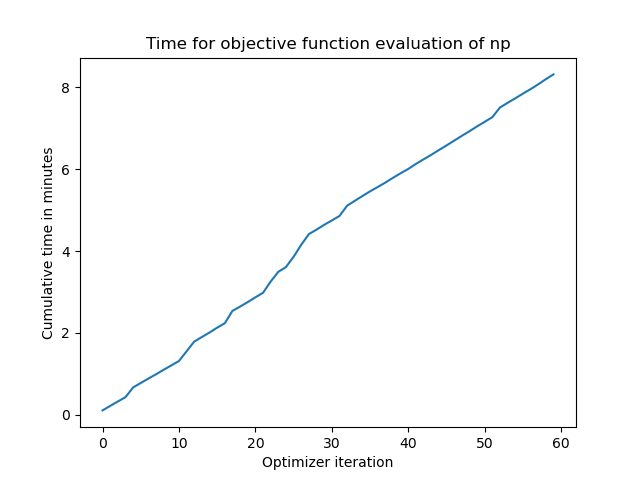 Time for objective function evaluation of np
Cumulative time in minutes
8
6
4
2
0
0 10 20 30 40 50 60
Optimizer iteration